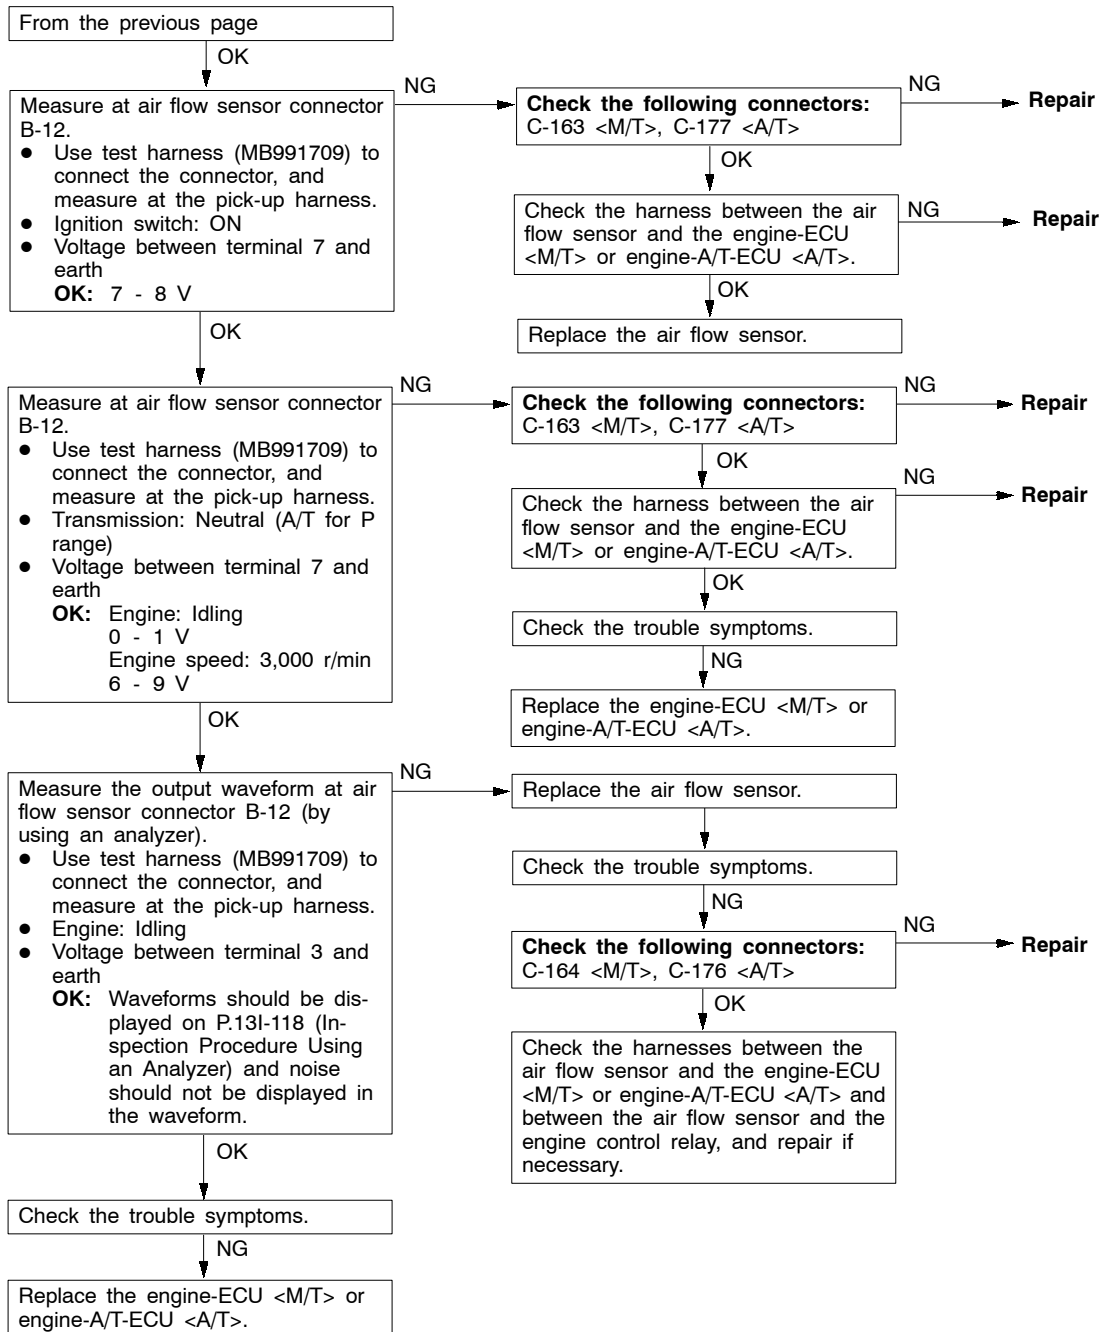 From the previous page
OK
Measure at air flow sensor connector
B-12.
● Use test harness (MB991709) to
connect the connector, and
measure at the pick-up harness.
● Ignition switch: ON
● Voltage between terminal 7 and
earth
OK: 7 - 8 V
NG
Check the following connectors:
C-163 <M/T>, C-177 <A/T>
NG
Repair
OK
Check the harness between the air
flow sensor and the engine-ECU
<M/T> or engine-A/T-ECU <A/T>.
NG
Repair
OK
Replace the air flow sensor.
OK
Measure at air flow sensor connector
B-12.
● Use test harness (MB991709) to
connect the connector, and
measure at the pick-up harness.
● Transmission: Neutral (A/T for P
range)
● Voltage between terminal 7 and
earth
OK: Engine: Idling
0 - 1 V
Engine speed: 3,000 r/min
6 - 9 V
NG
Check the following connectors:
C-163 <M/T>, C-177 <A/T>
NG
Repair
OK
Check the harness between the air
flow sensor and the engine-ECU
<M/T> or engine-A/T-ECU <A/T>.
NG
Repair
OK
Check the trouble symptoms.
NG
Replace the engine-ECU <M/T> or
engine-A/T-ECU <A/T>.
OK
Measure the output waveform at air
flow sensor connector B-12 (by
using an analyzer).
● Use test harness (MB991709) to
connect the connector, and
measure at the pick-up harness.
● Engine: Idling
● Voltage between terminal 3 and
earth
OK: Waveforms should be dis-
played on P.13I-118 (In-
spection Procedure Using
an Analyzer) and noise
should not be displayed in
the waveform.
NG
Replace the air flow sensor.
Check the trouble symptoms.
NG
Check the following connectors:
C-164 <M/T>, C-176 <A/T>
NG
Repair
OK
Check the harnesses between the
air flow sensor and the engine-ECU
<M/T> or engine-A/T-ECU <A/T> and
between the air flow sensor and the
engine control relay, and repair if
necessary.
OK
Check the trouble symptoms.
NG
Replace the engine-ECU <M/T> or
engine-A/T-ECU <A/T>.